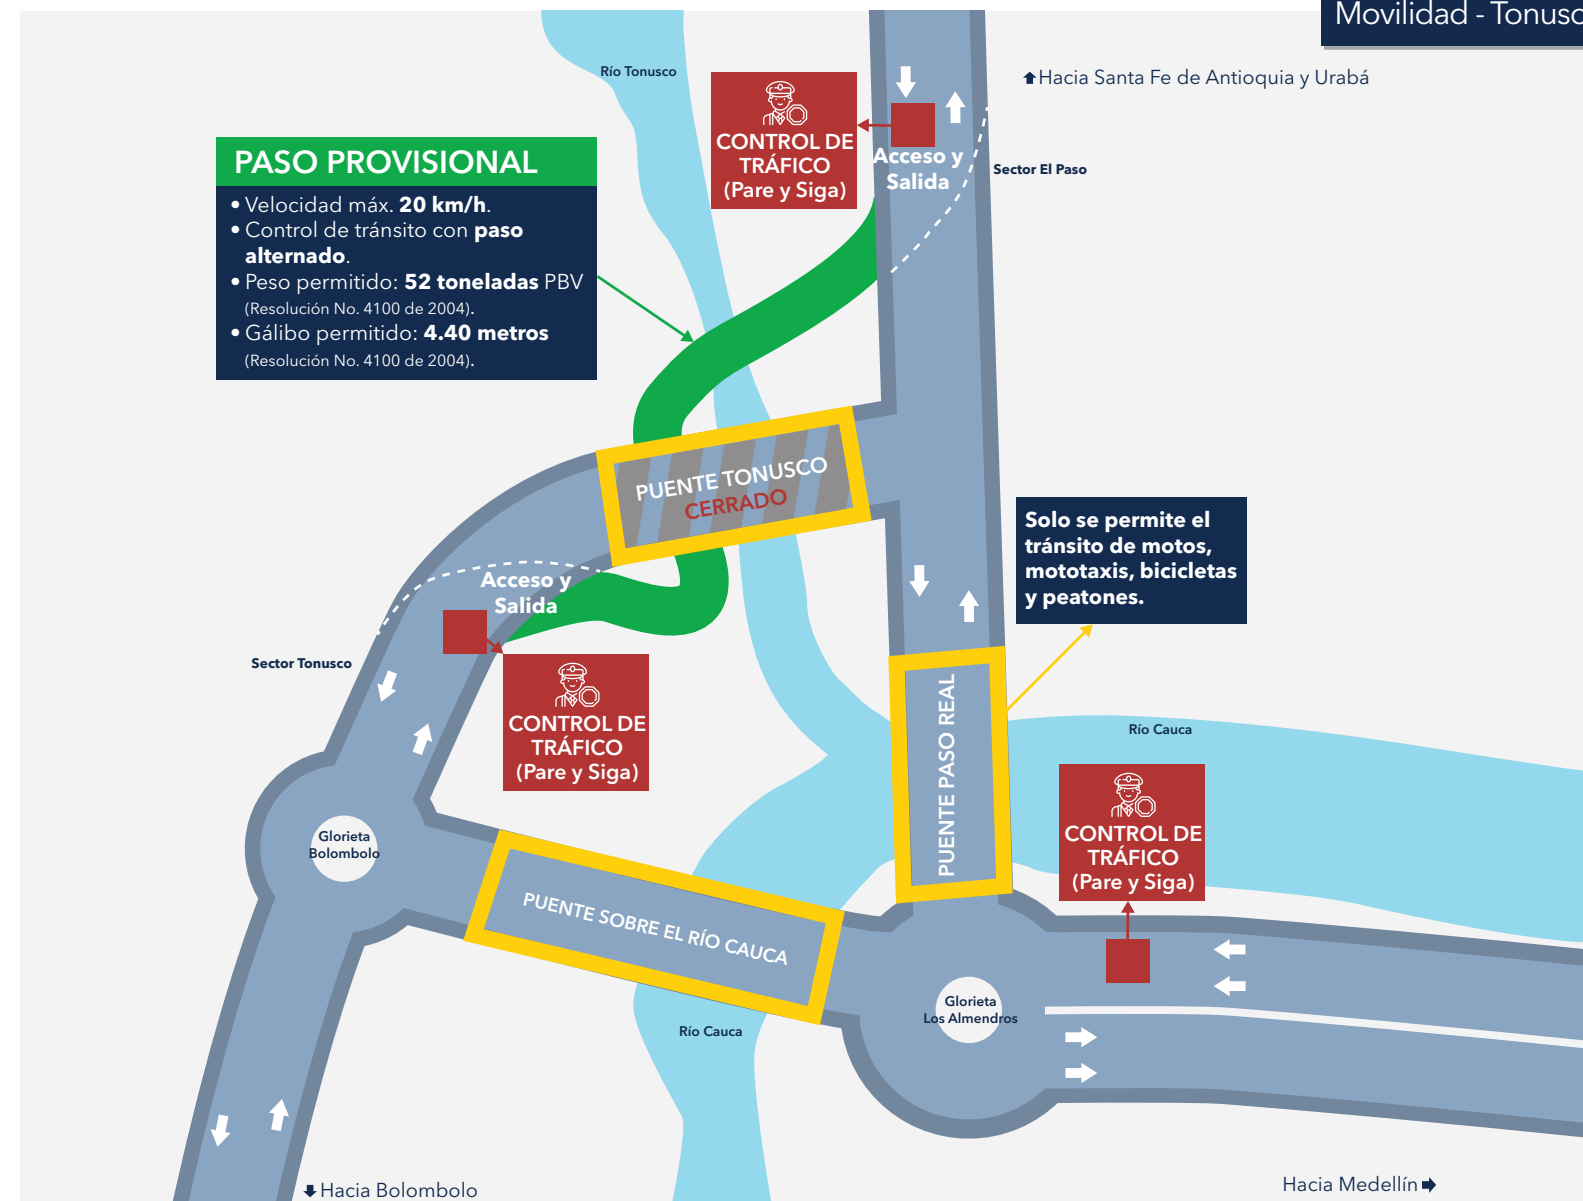 Movilidad - Tonusco
Río Tonusco
Hacia Santa Fe de Antioquia y Urabá
CONTROL DE
TRÁFICO
(Pare y Siga)
Acceso y
Salida
Sector El Paso
PASO PROVISIONAL
• Velocidad máx. 20 km/h.
• Control de tránsito con paso
alternado.
• Peso permitido: 52 toneladas PBV
(Resolución No. 4100 de 2004).
• Gálibo permitido: 4.40 metros
(Resolución No. 4100 de 2004).
PUENTE TONUSCO
CERRADO
Solo se permite el
tránsito de motos,
mototaxis, bicicletas
y peatones.
Acceso y
Salida
Sector Tonusco
CONTROL DE
TRÁFICO
(Pare y Siga)
PUENTE PASO REAL
Río Cauca
CONTROL DE
TRÁFICO
(Pare y Siga)
Glorieta
Bolombolo
PUENTE SOBRE EL RÍO CAUCA
Glorieta
Los Almendros
Río Cauca
Hacia Bolombolo
Hacia Medellín